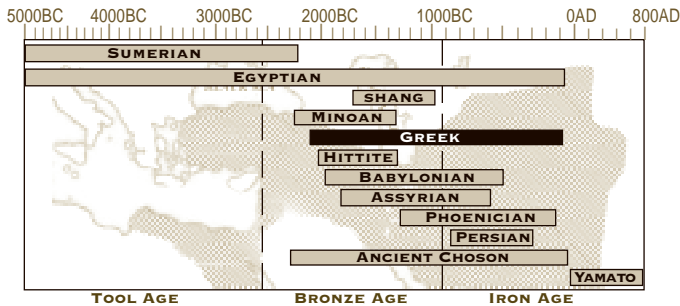 5000BC 4000BC 3000BC 2000BC 1000BC 0AD 800AD
SUMERIAN
EGYPTIAN
SHANG
MINOAN
GREEK
HITTITE
BABYLONIAN
ASSYRIAN
PHOENICIAN
PERSIAN
ANCIENT CHOSON
YAMATO
TOOL AGE BRONZE AGE IRON AGE